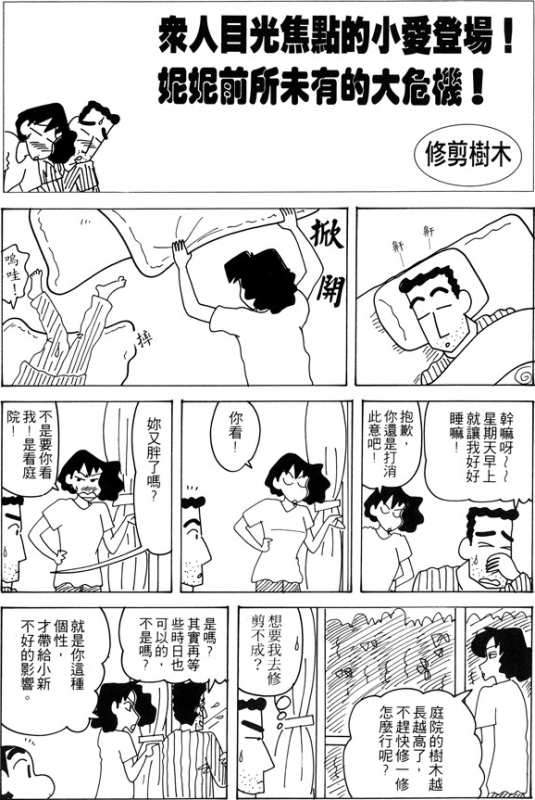 眾人目光焦點的小愛登場！
妮妮前所未有的大危機！
修剪樹木
鼾
鼾
掀開
嗚哇！
掉
幹嘛呀～～
星期天早上
就讓我好好
睡嘛！
抱歉，
你還是打消
此意吧！
你看！
妳又胖了嗎？
不是要你看
我！是看庭
院！
庭院的樹木越
長越高了，
不趕快修一修
怎麼行呢？
想要我去修
剪不成？
是嗎？
其實再等
些時日也
可以的，
不是嗎？
就是你這種
個性，
才帶給小新
不好的影響。